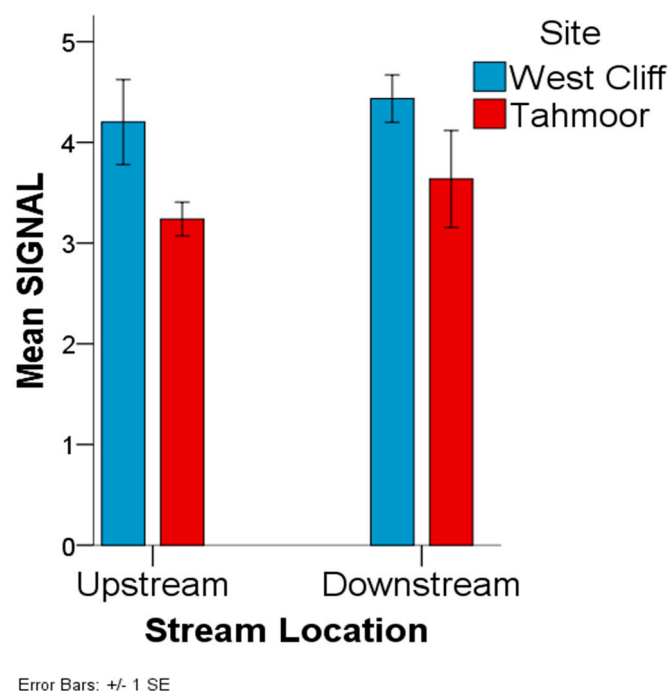 Site
West Cliff
Tahmoor
Mean SIGNAL
5
4
3
2
1
0
Upstream
Downstream
Stream Location
Error Bars: +/- 1 SE